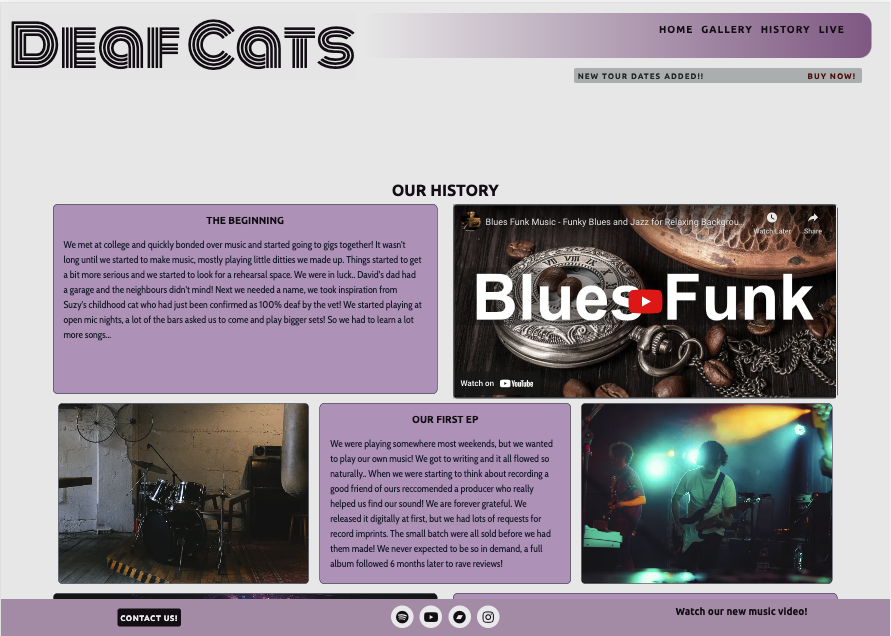 Deaf Cats
HOME GALLERY HISTORY LIVE
NEW TOUR DATES ADDED!! BUY NOW!
OUR HISTORY
THE BEGINNING
We met at college and quickly bonded over music and started going to gigs together! It wasn't
long until we started to make music, mostly playing little ditties we made up. Things started to get
a bit more serious and we started to look for a rehearsal space. We were in luck.. David's dad had
a garage and the neighbours didn't mind! Next we needed a name, we took inspiration from
Suzy's childhood cat who had just been confirmed as 100% deaf by the vet! We started playing at
open mic nights, a lot of the bars asked us to come and play bigger sets! So we had to learn a lot
more songs...
Blues Funk Music - Funky Blues and Jazz for Relaxing Backgrou...
Watch Later Share
Blues Funk
Watch on YouTube
OUR FIRST EP
We were playing somewhere most weekends, but we wanted
to play our own music! We got to writing and it all flowed so
naturally.. When we were starting to think about recording a
good friend of ours reccomended a producer who really
helped us find our sound! We are forever grateful. We
released it digitally at first, but we had lots of requests for
record imprints. The small batch were all sold before we had
them made! We never expected to be so in demand, a full
album followed 6 months later to rave reviews!
CONTACT US!
Watch our new music video!